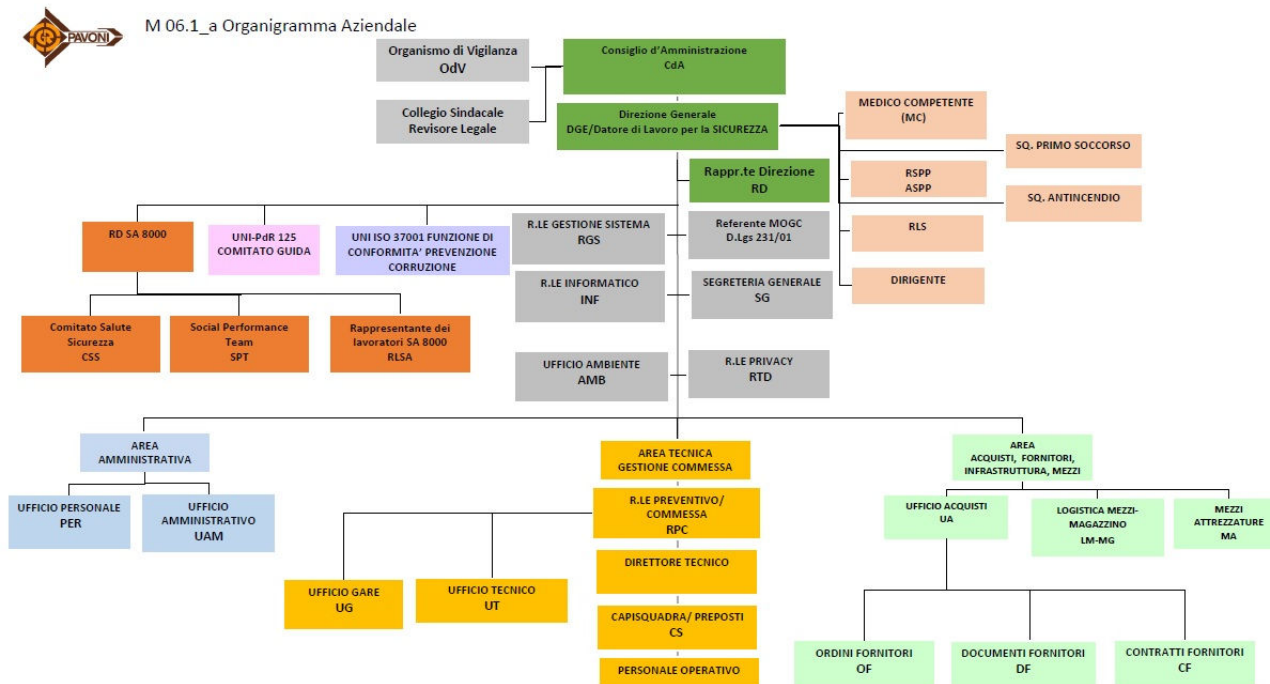 PAVONI
M 06.1_a Organigramma Aziendale
Organismo di Vigilanza
OdV
Consiglio d'Amministrazione
CdA
Collegio Sindacale
Revisore Legale
Direzione Generale
DGE/Datore di Lavoro per la SICUREZZA
MEDICO COMPETENTE
(MC)
SQ. PRIMO SOCCORSO
Rappr.te Direzione
RD
RSPP
ASPP
SQ. ANTINCENDIO
RD SA 8000
UNI-PdR 125
COMITATO GUIDA
UNI ISO 37001 FUNZIONE DI
CONFORMITA' PREVENZIONE
CORRUZIONE
R.LE GESTIONE SISTEMA
RGS
Referente MOGC
D.Lgs 231/01
RLS
R.LE INFORMATICO
INF
SEGRETERIA GENERALE
SG
DIRIGENTE
Comitato Salute
Sicurezza
CSS
Social Performance
Team
SPT
Rappresentante dei
lavoratori SA 8000
RLSA
UFFICIO AMBIENTE
AMB
R.LE PRIVACY
RTD
AREA
AMMINISTRATIVA
AREA TECNICA
GESTIONE COMMESSA
AREA
ACQUISTI, FORNITORI,
INFRASTRUTTURA, MEZZI
UFFICIO PERSONALE
PER
UFFICIO
AMMINISTRATIVO
UAM
R.LE PREVENTIVO/
COMMESSA
RPC
UFFICIO ACQUISTI
UA
LOGISTICA MEZZI-
MAGAZZINO
LM-MG
MEZZI
ATTREZZATURE
MA
DIRETTORE TECNICO
UFFICIO GARE
UG
UFFICIO TECNICO
UT
CAPISQUADRA/ PREPOSTI
CS
ORDINI FORNITORI
OF
DOCUMENTI FORNITORI
DF
CONTRATTI FORNITORI
CF
PERSONALE OPERATIVO